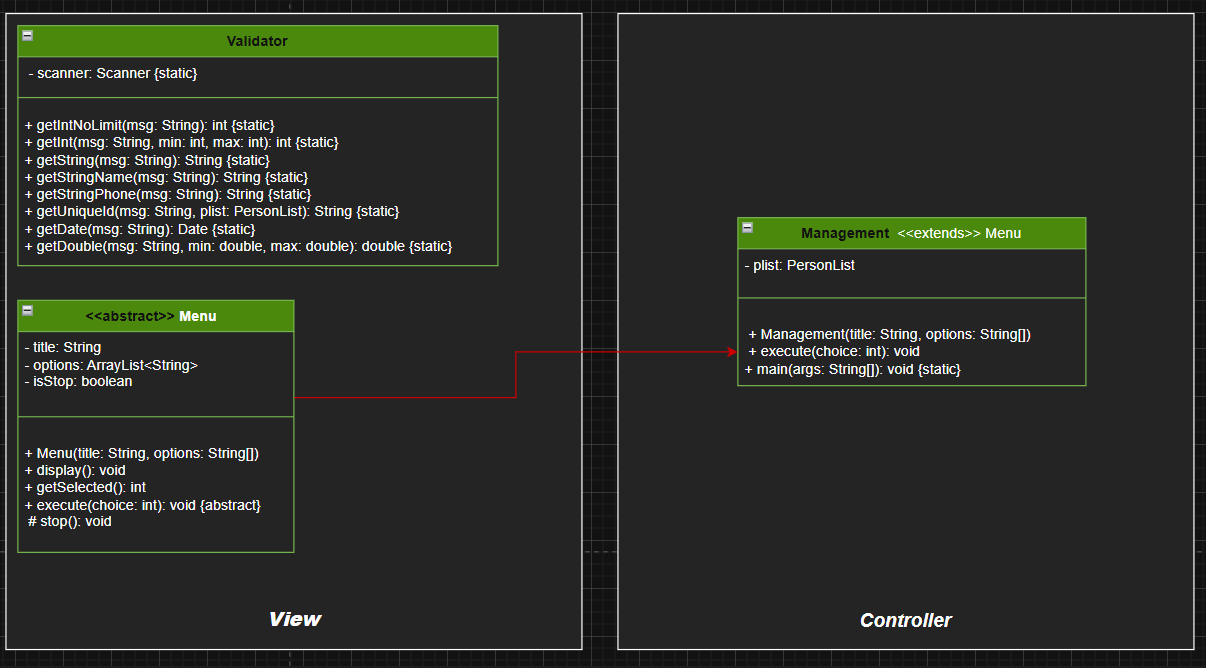 Validator
- scanner: Scanner {static}
+ getIntNoLimit(msg: String): int {static}
+ getInt(msg: String, min: int, max: int): int {static}
+ getString(msg: String): String {static}
+ getStringName(msg: String): String {static}
+ getStringPhone(msg: String): String {static}
+ getUniqueId(msg: String, plist: PersonList): String {static}
+ getDate(msg: String): Date {static}
+ getDouble(msg: String, min: double, max: double): double {static}
<<abstract>> Menu
- title: String
- options: ArrayList<String>
- isStop: boolean
+ Menu(title: String, options: String[])
+ display(): void
+ getSelected(): int
+ execute(choice: int): void {abstract}
# stop(): void
View
Management <<extends>> Menu
- plist: PersonList
+ Management(title: String, options: String[])
+ execute(choice: int): void
+ main(args: String[]): void {static}
Controller